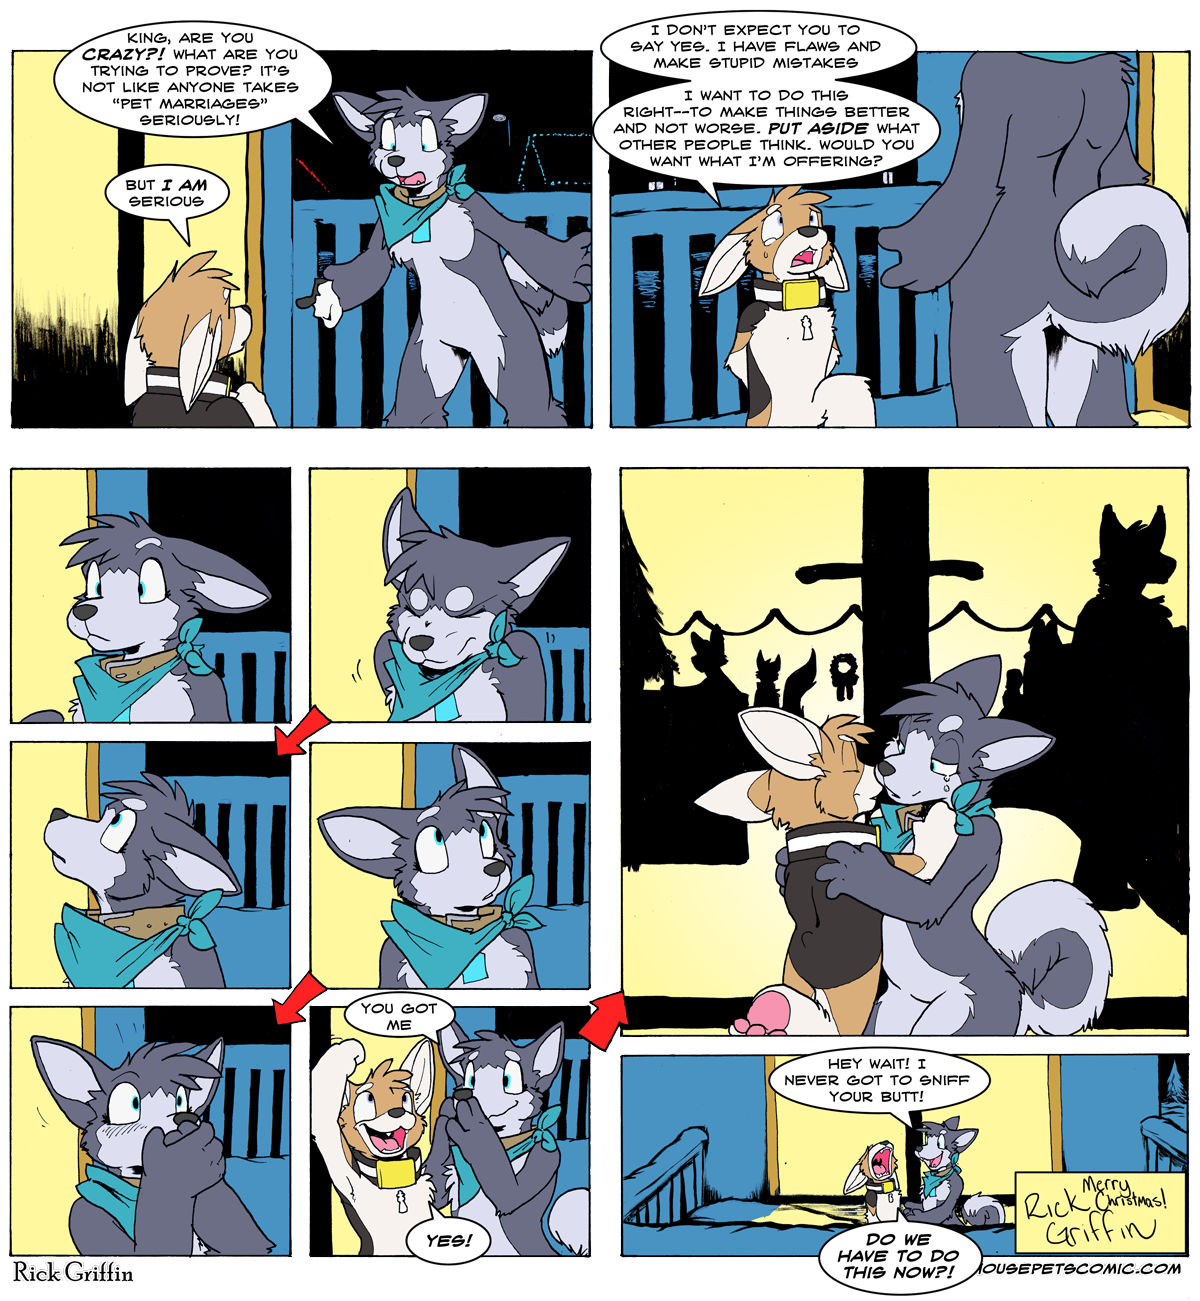 KING, ARE YOU
CRAZY?! WHAT ARE YOU
TRYING TO PROVE? IT'S
NOT LIKE ANYONE TAKES
"PET MARRIAGES"
SERIOUSLY!
BUT I AM
SERIOUS
I DON'T EXPECT YOU TO
SAY YES. I HAVE FLAWS AND
MAKE STUPID MISTAKES
I WANT TO DO THIS
RIGHT--TO MAKE THINGS BETTER
AND NOT WORSE. PUT ASIDE WHAT
OTHER PEOPLE THINK. WOULD YOU
WANT WHAT I'M OFFERING?
YOU GOT
ME
YES!
HEY WAIT! I
NEVER GOT TO SNIFF
YOUR BUTT!
DO WE
HAVE TO DO
THIS NOW?!
Merry
Christmas!
Rick
Griffin
Rick Griffin
HOUSEPETSCOMIC.COM